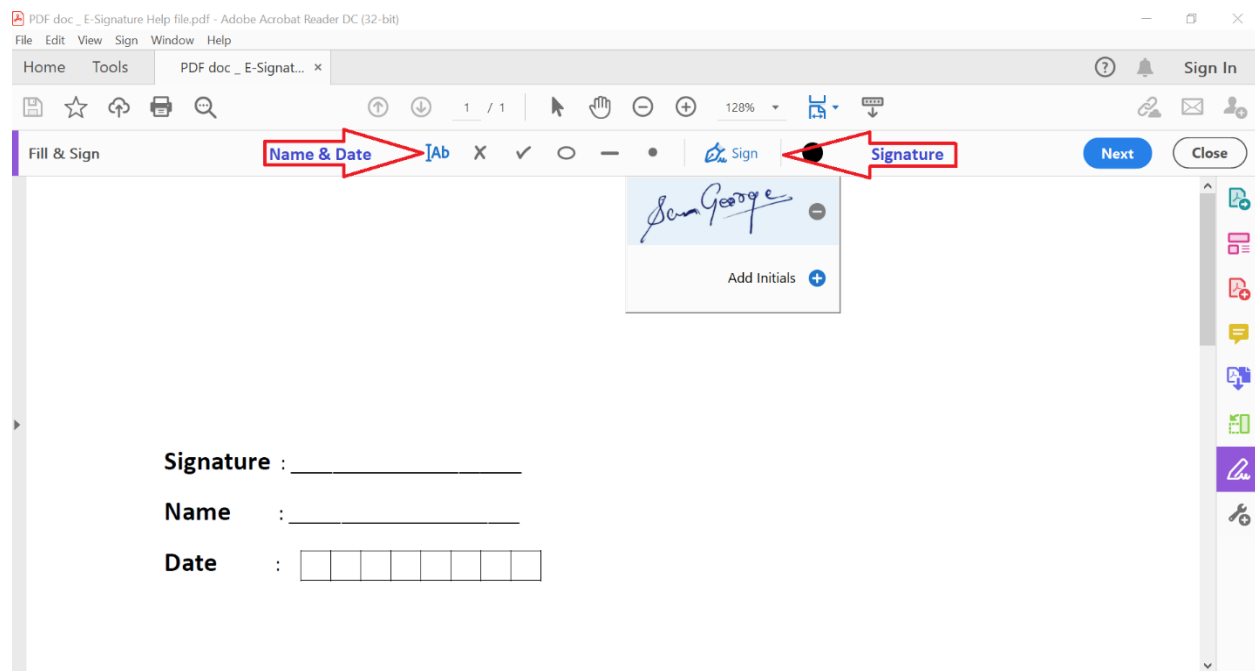 PDF doc _ E-Signature Help file.pdf - Adobe Acrobat Reader DC (32-bit)
File Edit View Sign Window Help
Home Tools PDF doc _ E-Signat... × Sign In
1 / 1 128%
Fill & Sign Name & Date Ab Sign Signature Next Close
Sam George
Add Initials
Signature : ______________________
Name : ______________________
Date :